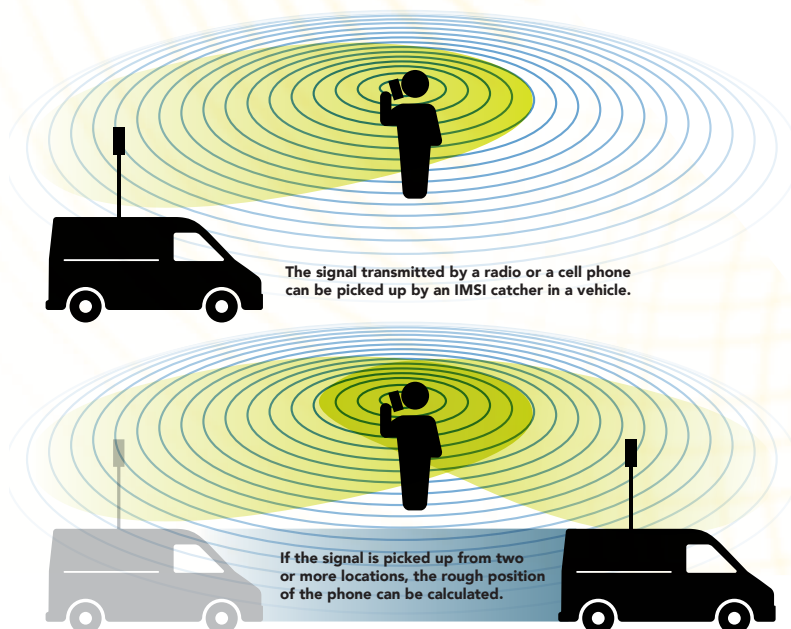 The signal transmitted by a radio or a cell phone
can be picked up by an IMSI catcher in a vehicle.
If the signal is picked up from two
or more locations, the rough position
of the phone can be calculated.